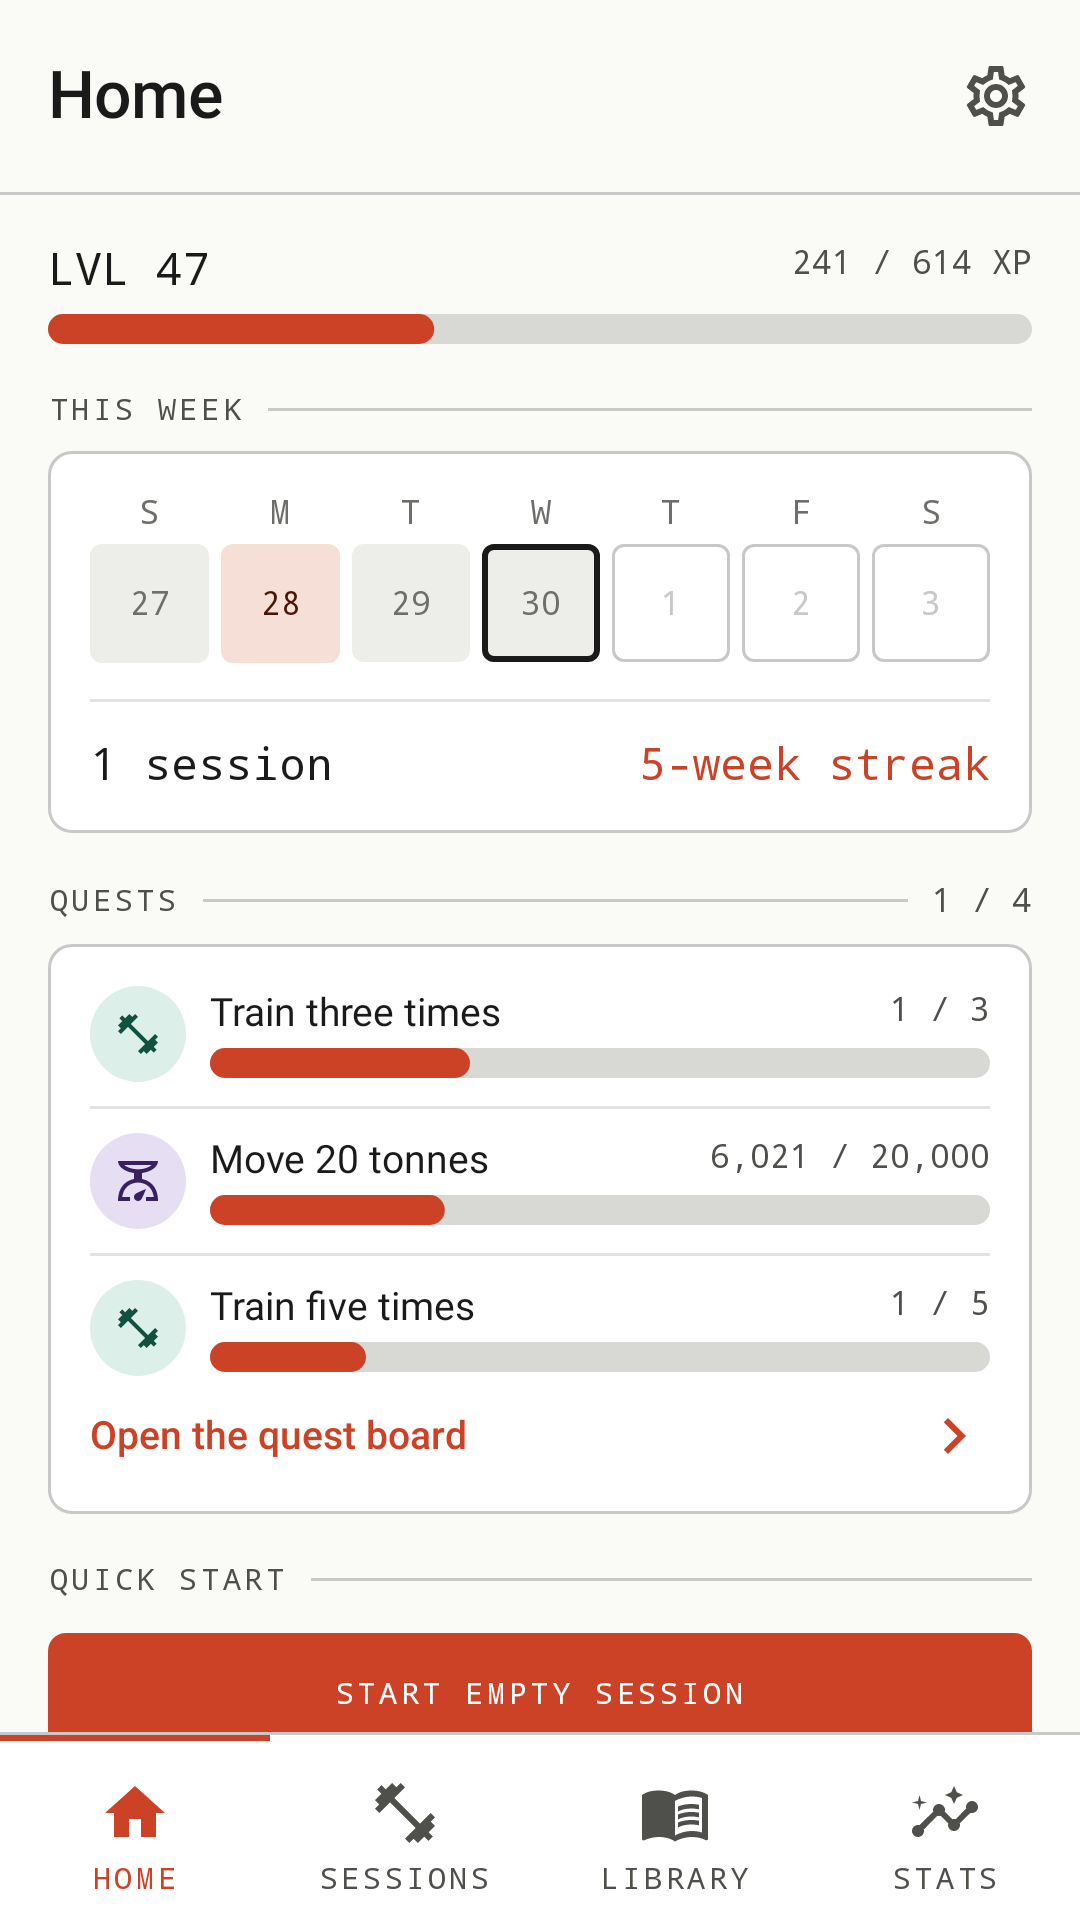 Home
LVL 47
241 / 614 XP
THIS WEEK
S M T W T F S
27 28 29 30 1 2 3
1 session
5-week streak
QUESTS
1 / 4
Train three times
1 / 3
Move 20 tonnes
6,021 / 20,000
Train five times
1 / 5
Open the quest board
QUICK START
START EMPTY SESSION
HOME
SESSIONS
LIBRARY
STATS